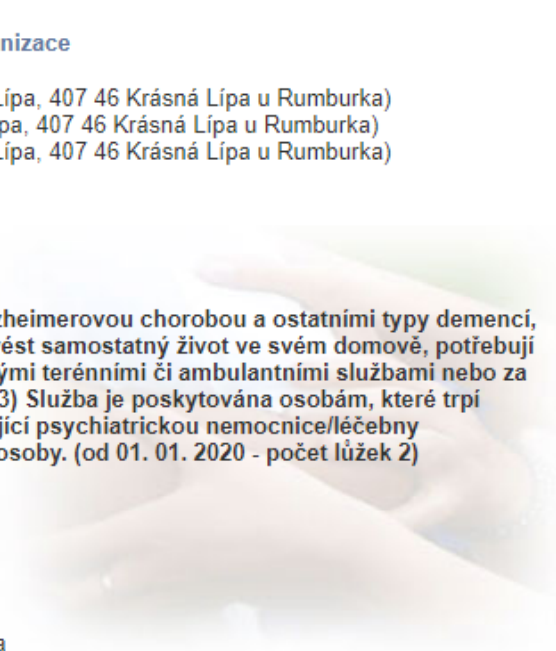 nizace
Lípa, 407 46 Krásná Lípa u Rumburka)
pa, 407 46 Krásná Lípa u Rumburka)
Lípa, 407 46 Krásná Lípa u Rumburka)
zheimerovou chorobou a ostatními typy demencí,
ést samostatný život ve svém domově, potřebují
ými terénními či ambulantními službami nebo za
3) Služba je poskytována osobám, které trpí
jící psychiatrickou nemocnice/léčebny
osoby. (od 01. 01. 2020 - počet lůžek 2)
a